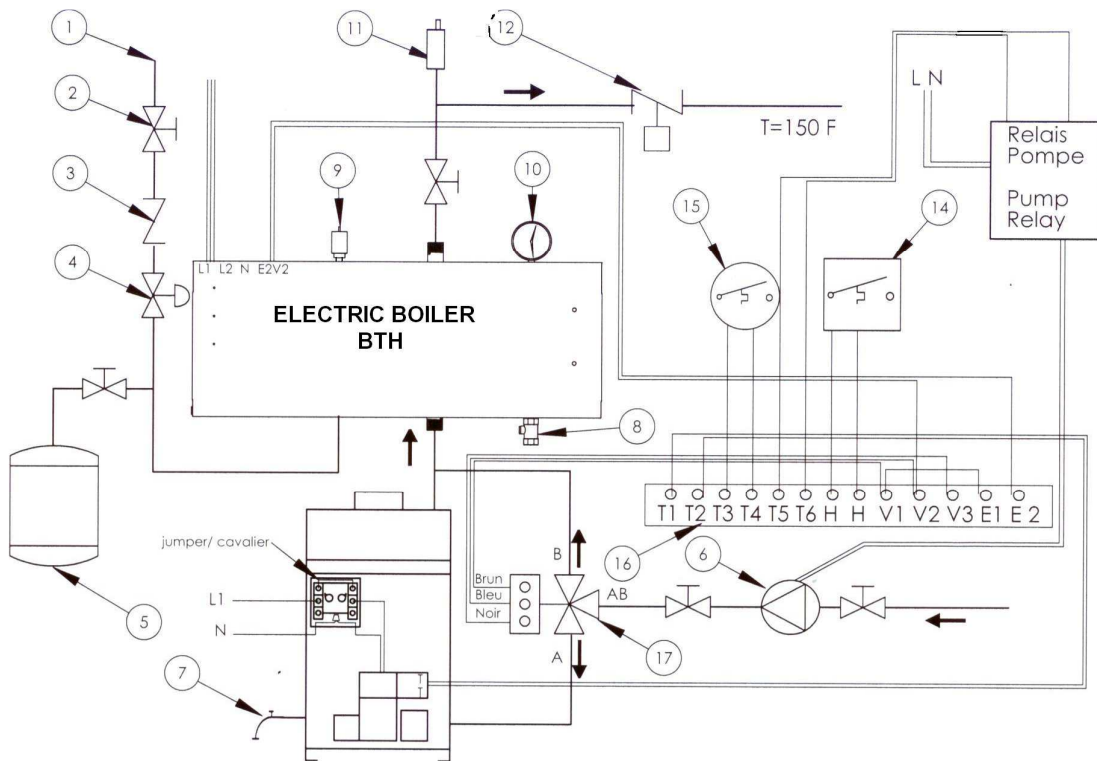 1
11
12
2
L N
T=150 F
Relais
Pompe
Pump
Relay
3
9
10
15
14
4
L1 L2 N E2V2
ELECTRIC BOILER
BTH
8
T1 T2 T3 T4 T5 T6 H H V1 V2 V3 E1 E 2
16
6
jumper/ cavalier
B
Brun
Bleu
Noir
AB
L1
N
5
A
17
7
T
T